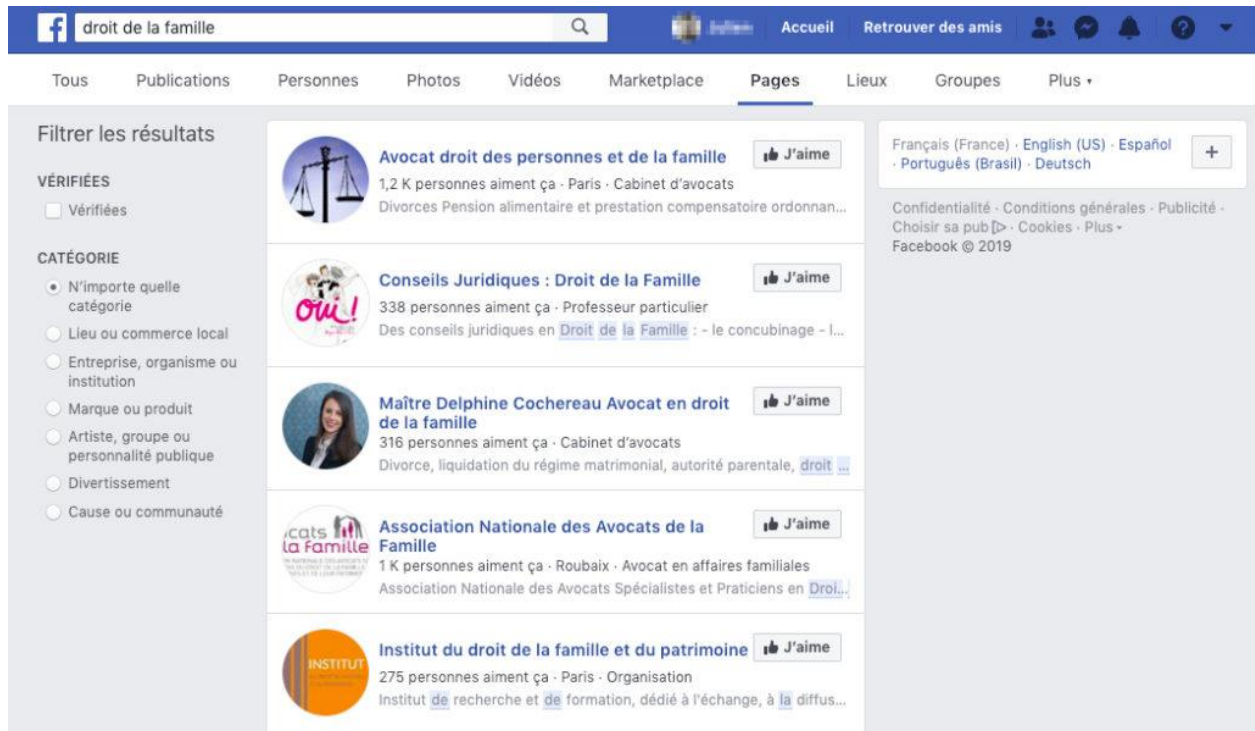 droit de la famille
Accueil
Retrouver des amis
Tous Publications Personnes Photos Vidéos Marketplace Pages Lieux Groupes Plus
Filtrer les résultats
VÉRIFIÉES
Vérifiées
CATÉGORIE
N'importe quelle
catégorie
Lieu ou commerce local
Entreprise, organisme ou
institution
Marque ou produit
Artiste, groupe ou
personnalité publique
Divertissement
Cause ou communauté
Avocat droit des personnes et de la famille
J'aime
1,2 K personnes aiment ça · Paris · Cabinet d'avocats
Divorces Pension alimentaire et prestation compensatoire ordonnan...
oui !
Conseils Juridiques : Droit de la Famille
J'aime
338 personnes aiment ça · Professeur particulier
Des conseils juridiques en Droit de la Famille : - le concubinage - l...
Maître Delphine Cochereau Avocat en droit
de la famille
J'aime
316 personnes aiment ça · Cabinet d'avocats
Divorce, liquidation du régime matrimonial, autorité parentale, droit ...
cats
la famille
Association Nationale des Avocats de la
Famille
J'aime
1 K personnes aiment ça · Roubaix · Avocat en affaires familiales
Association Nationale des Avocats Spécialistes et Praticiens en Droi...
INSTITUT
Institut du droit de la famille et du patrimoine
J'aime
275 personnes aiment ça · Paris · Organisation
Institut de recherche et de formation, dédié à l'échange, à la diffus...
Français (France) · English (US) · Español
· Português (Brasil) · Deutsch
+
Confidentialité · Conditions générales · Publicité ·
Choisir sa pub · Cookies · Plus
Facebook © 2019